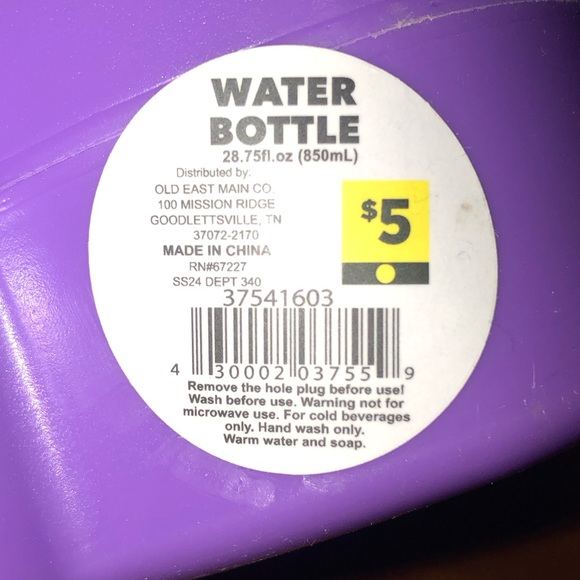 WATER
BOTTLE
28.75fl.oz (850mL)
Distributed by:
OLD EAST MAIN CO.
100 MISSION RIDGE
GOODLETTSVILLE, TN
37072-2170
MADE IN CHINA
RN#67227
SS24 DEPT 340
$5
37541603
4 30002 03755 9
Remove the hole plug before use!
Wash before use. Warning not for
microwave use. For cold beverages
only. Hand wash only.
Warm water and soap.